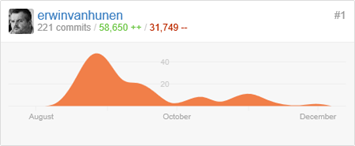 erwinvanhunen #1
221 commits / 58,650 ++ / 31,749 --
40
20
August October December